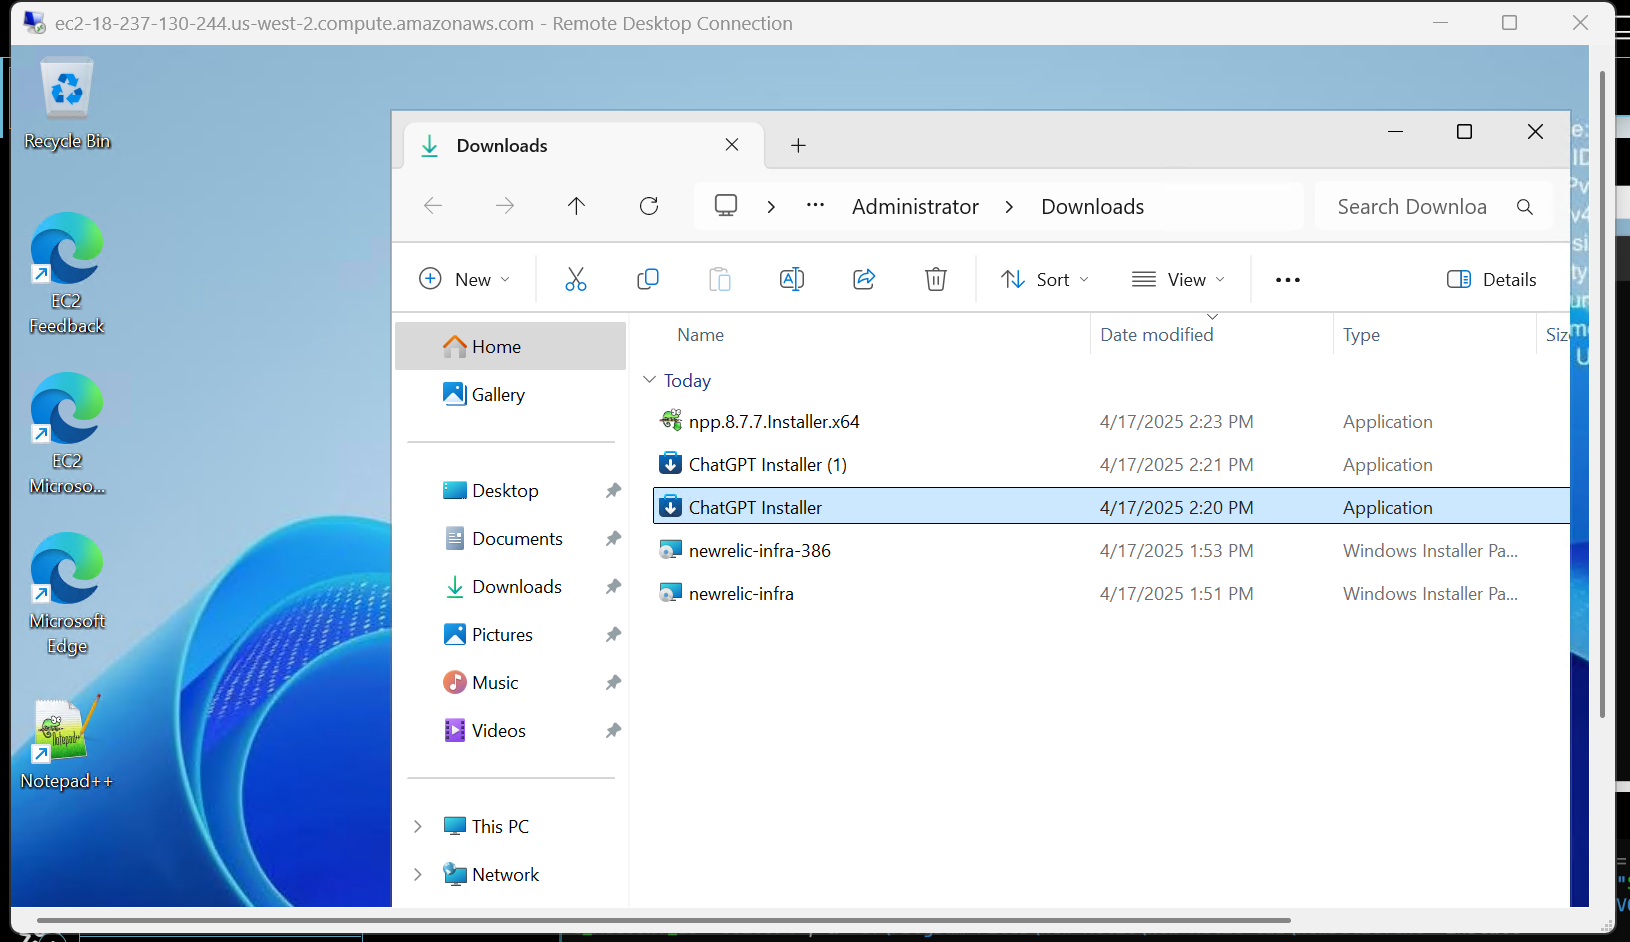 ec2-18-237-130-244.us-west-2.compute.amazonaws.com - Remote Desktop Connection
Recycle Bin
EC2
Feedback
EC2
Microso...
Microsoft
Edge
Notepad++
Downloads
Administrator
Downloads
Search Downloa
New
Sort
View
Details
Home
Gallery
Desktop
Documents
Downloads
Pictures
Music
Videos
This PC
Network
Name
Date modified
Type
Siz
Today
npp.8.7.7.Installer.x64
4/17/2025 2:23 PM
Application
ChatGPT Installer (1)
4/17/2025 2:21 PM
Application
ChatGPT Installer
4/17/2025 2:20 PM
Application
newrelic-infra-386
4/17/2025 1:53 PM
Windows Installer Pa...
newrelic-infra
4/17/2025 1:51 PM
Windows Installer Pa...